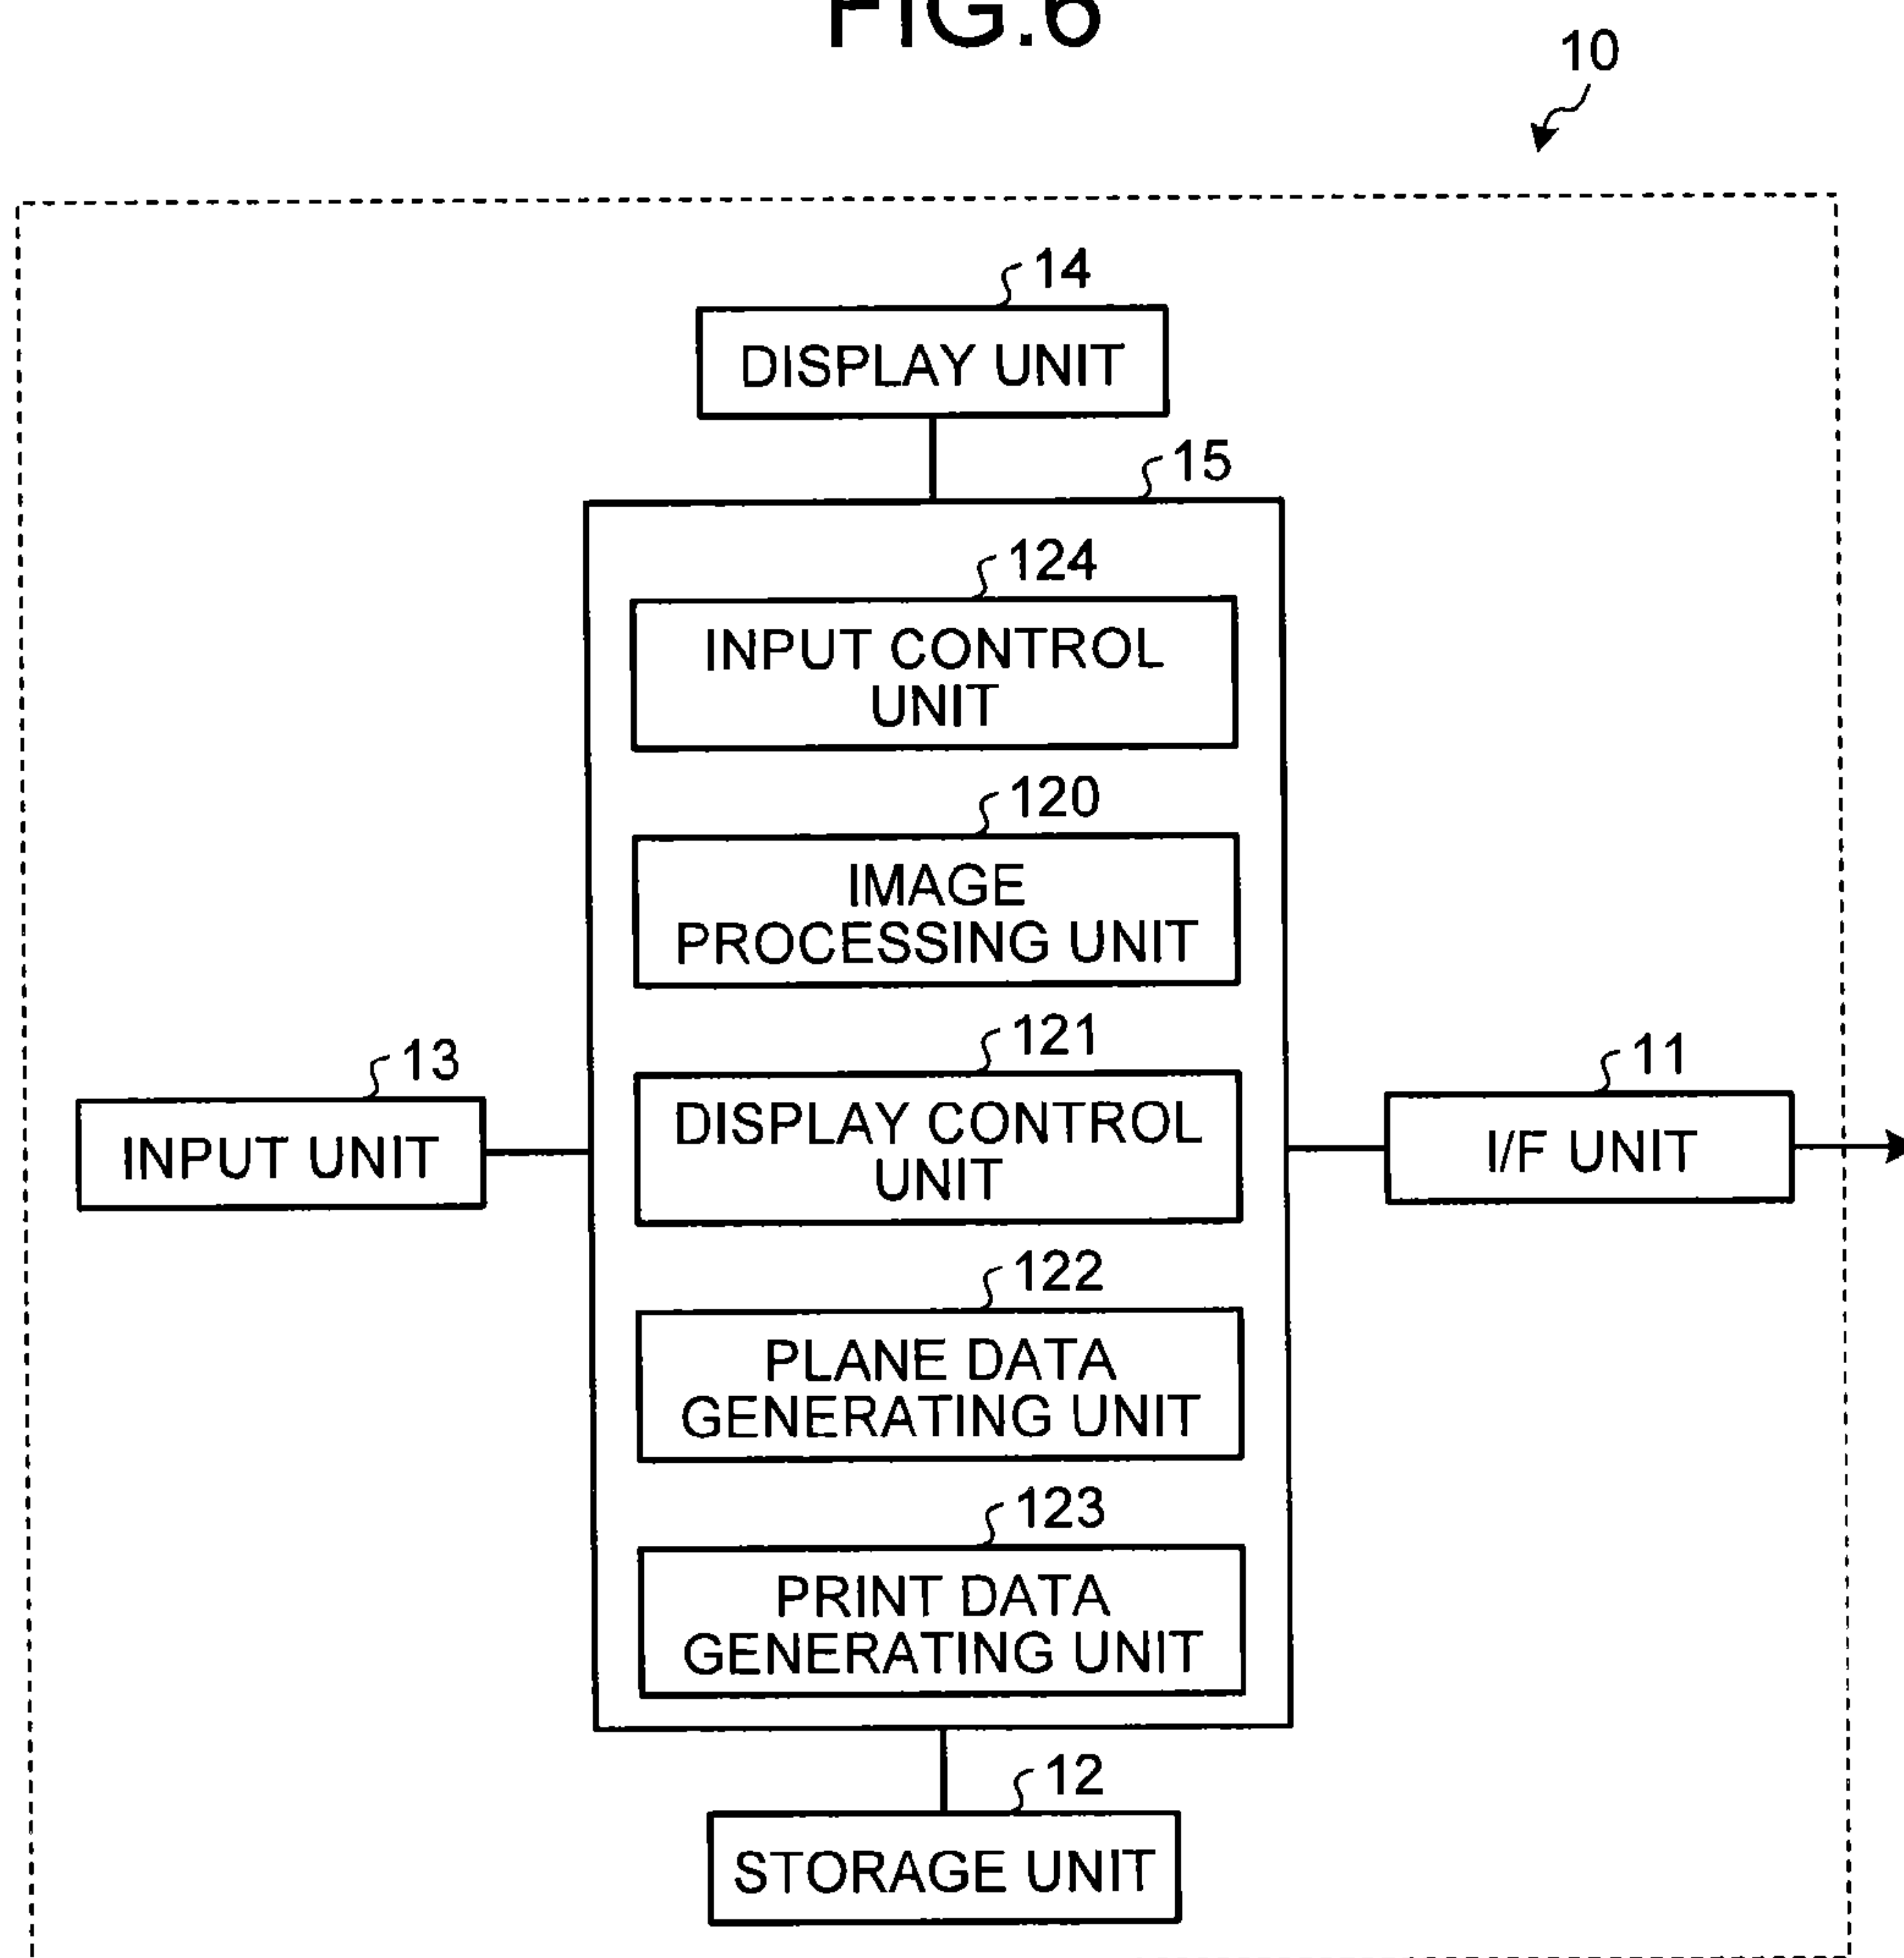 FIG.6
10
14
DISPLAY UNIT
15
124
INPUT CONTROL
UNIT
120
IMAGE
PROCESSING UNIT
13
INPUT UNIT
121
DISPLAY CONTROL
UNIT
11
I/F UNIT
122
PLANE DATA
GENERATING UNIT
123
PRINT DATA
GENERATING UNIT
12
STORAGE UNIT